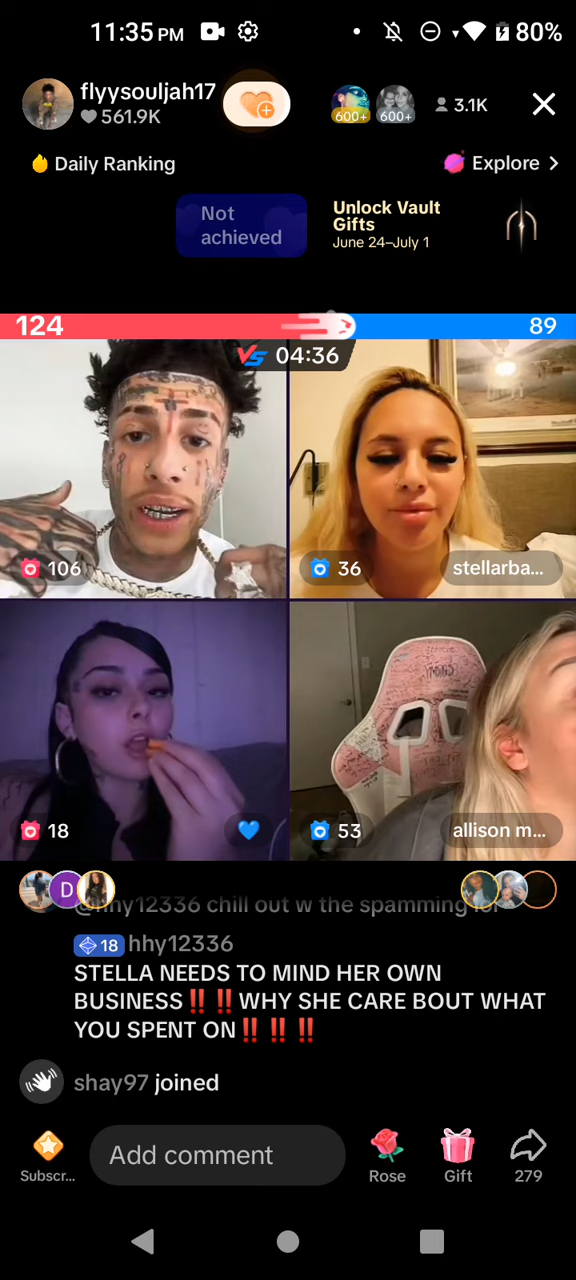 11:35 PM
80%
flyysouljah17
561.9K
600+
600+
3.1K
Daily Ranking
Explore
Not
achieved
Unlock Vault
Gifts
June 24–July 1
124
89
VS 04:36
106
36
stellarba...
18
53
allison m...
D
@hhy12336 chill out w the spamming lol
18 hhy12336
STELLA NEEDS TO MIND HER OWN
BUSINESS‼️‼️WHY SHE CARE BOUT WHAT
YOU SPENT ON‼️‼️‼️
shay97 joined
Add comment
Subscr...
Rose
Gift
279